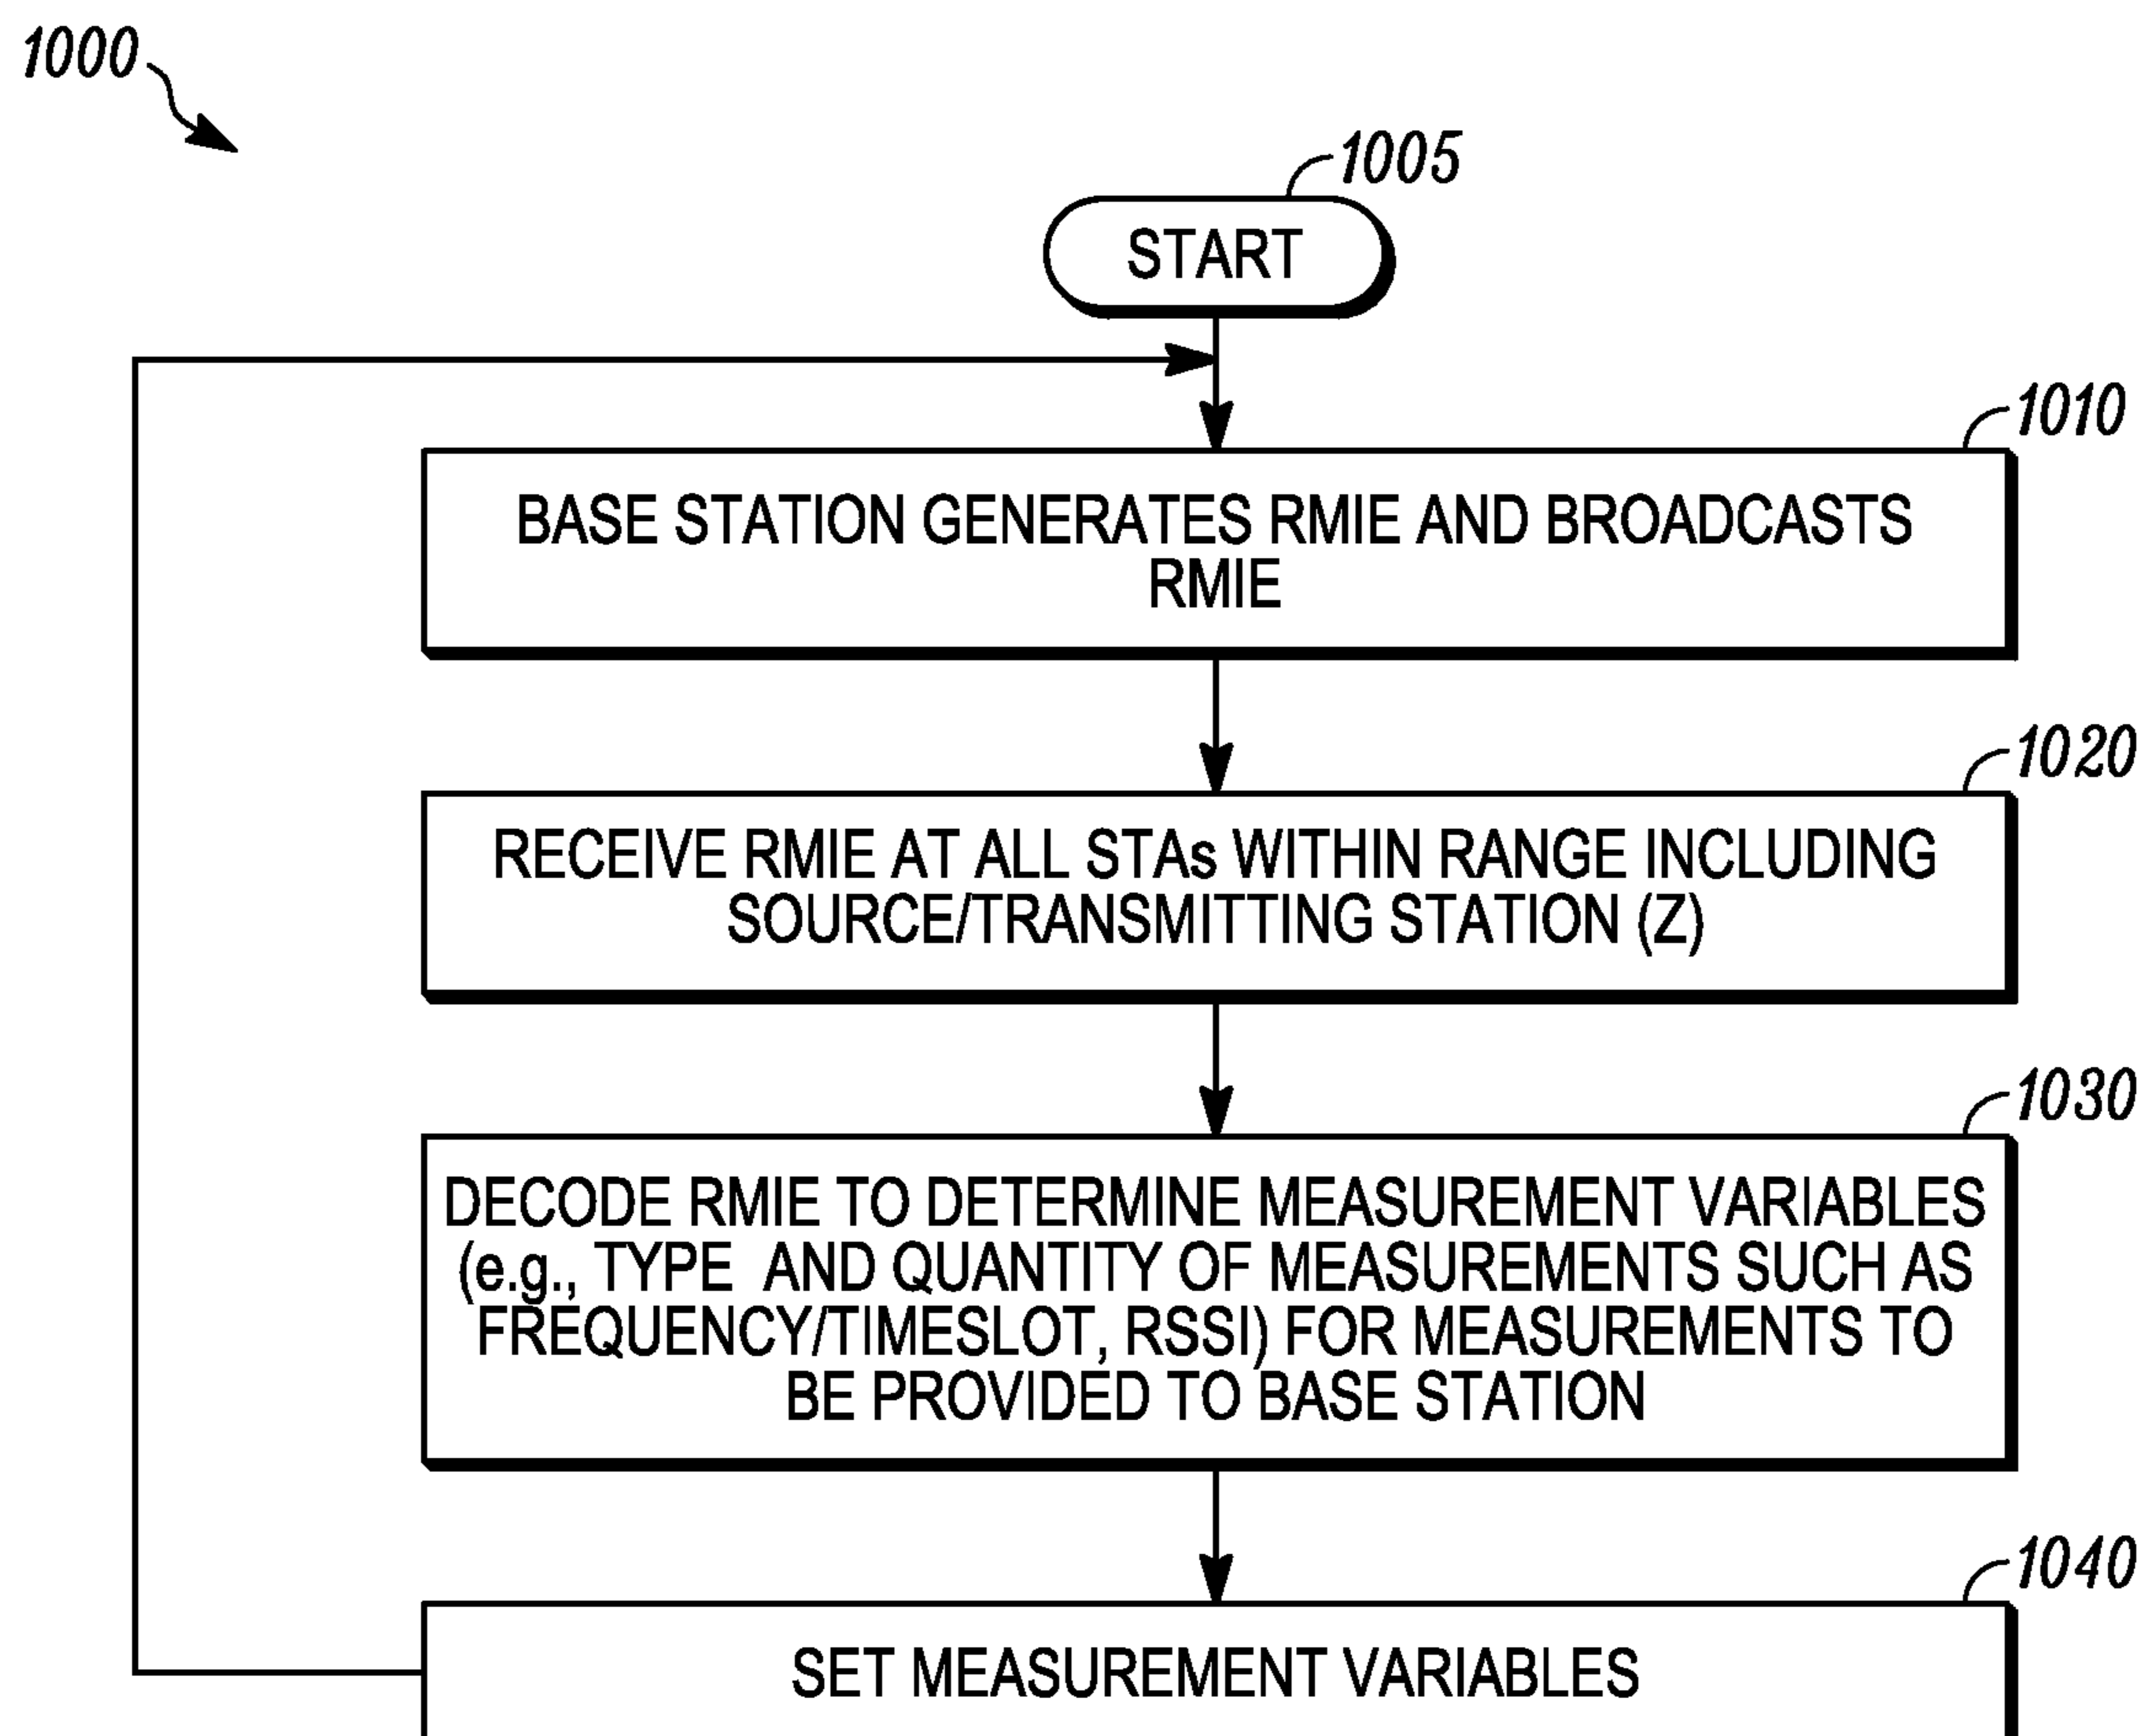 1000
1005
START
1010
BASE STATION GENERATES RMIE AND BROADCASTS
RMIE
1020
RECEIVE RMIE AT ALL STAs WITHIN RANGE INCLUDING
SOURCE/TRANSMITTING STATION (Z)
1030
DECODE RMIE TO DETERMINE MEASUREMENT VARIABLES
(e.g., TYPE AND QUANTITY OF MEASUREMENTS SUCH AS
FREQUENCY/TIMESLOT, RSSI) FOR MEASUREMENTS TO
BE PROVIDED TO BASE STATION
1040
SET MEASUREMENT VARIABLES